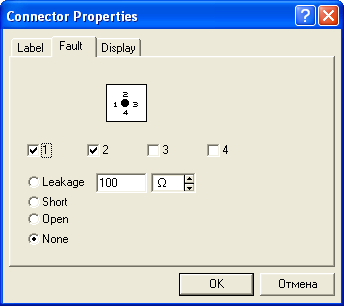 Connector Properties
Label Fault Display
2
1 3
4
1 2 3 4
Leakage 100 Ω
Short
Open
None
OK Отмена